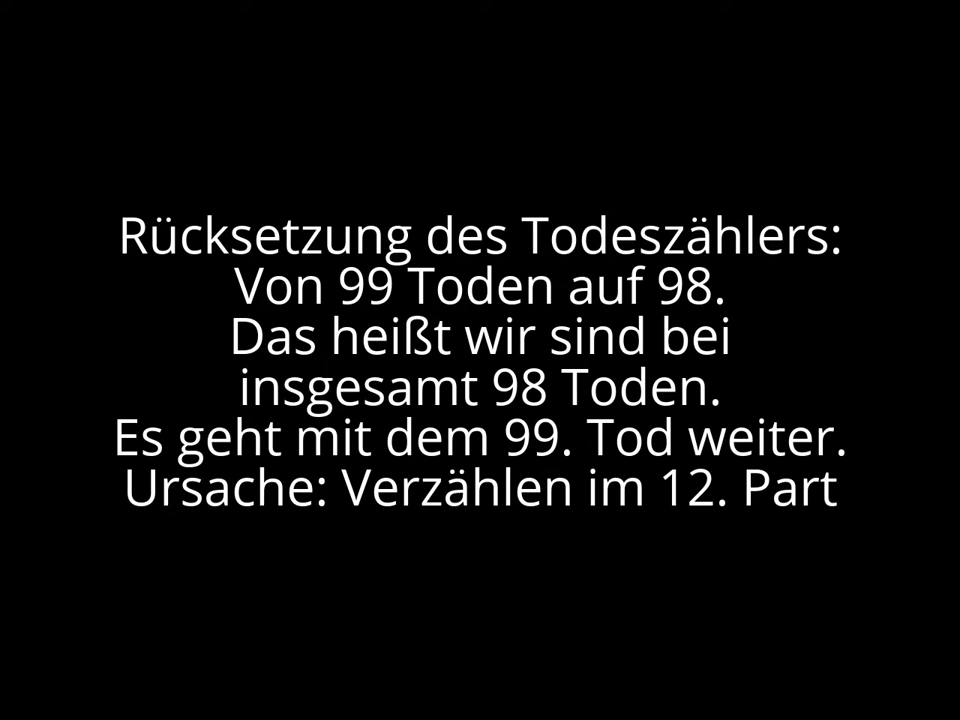 Rücksetzung des Todeszählers:
Von 99 Toden auf 98.
Das heißt wir sind bei
insgesamt 98 Toden.
Es geht mit dem 99. Tod weiter.
Ursache: Verzählen im 12. Part